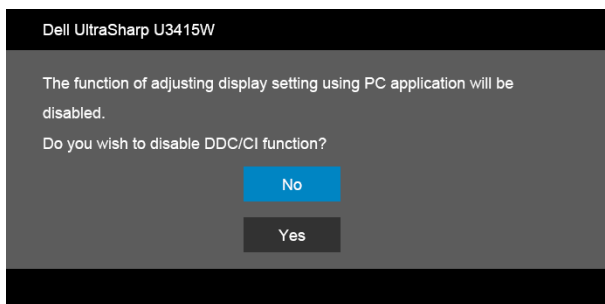 Dell UltraSharp U3415W
The function of adjusting display setting using PC application will be
disabled.
Do you wish to disable DDC/CI function?
No
Yes